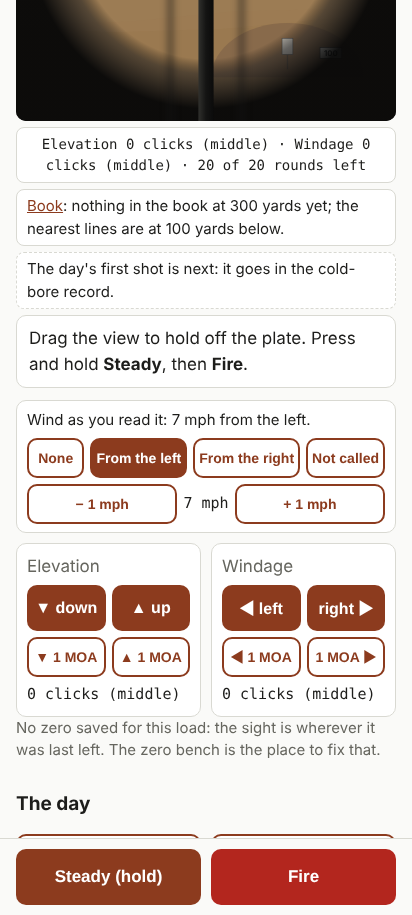 Elevation 0 clicks (middle) · Windage 0
clicks (middle) · 20 of 20 rounds left
Book: nothing in the book at 300 yards yet; the
nearest lines are at 100 yards below.
The day's first shot is next: it goes in the cold-
bore record.
Drag the view to hold off the plate. Press
and hold Steady, then Fire.
Wind as you read it: 7 mph from the left.
None
From the left
From the right
Not called
− 1 mph
7 mph
+ 1 mph
Elevation
▼ down
▲ up
▼ 1 MOA
▲ 1 MOA
0 clicks (middle)
Windage
◀ left
right ▶
◀ 1 MOA
1 MOA ▶
0 clicks (middle)
No zero saved for this load: the sight is wherever it
was last left. The zero bench is the place to fix that.
The day
Steady (hold)
Fire